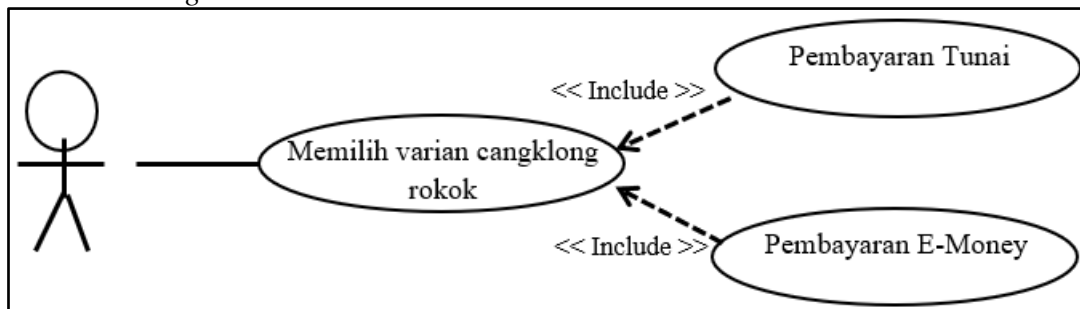 Pembayaran Tunai
<< Include >>
Memilih varian cangklong
rokok
<< Include >>
Pembayaran E-Money